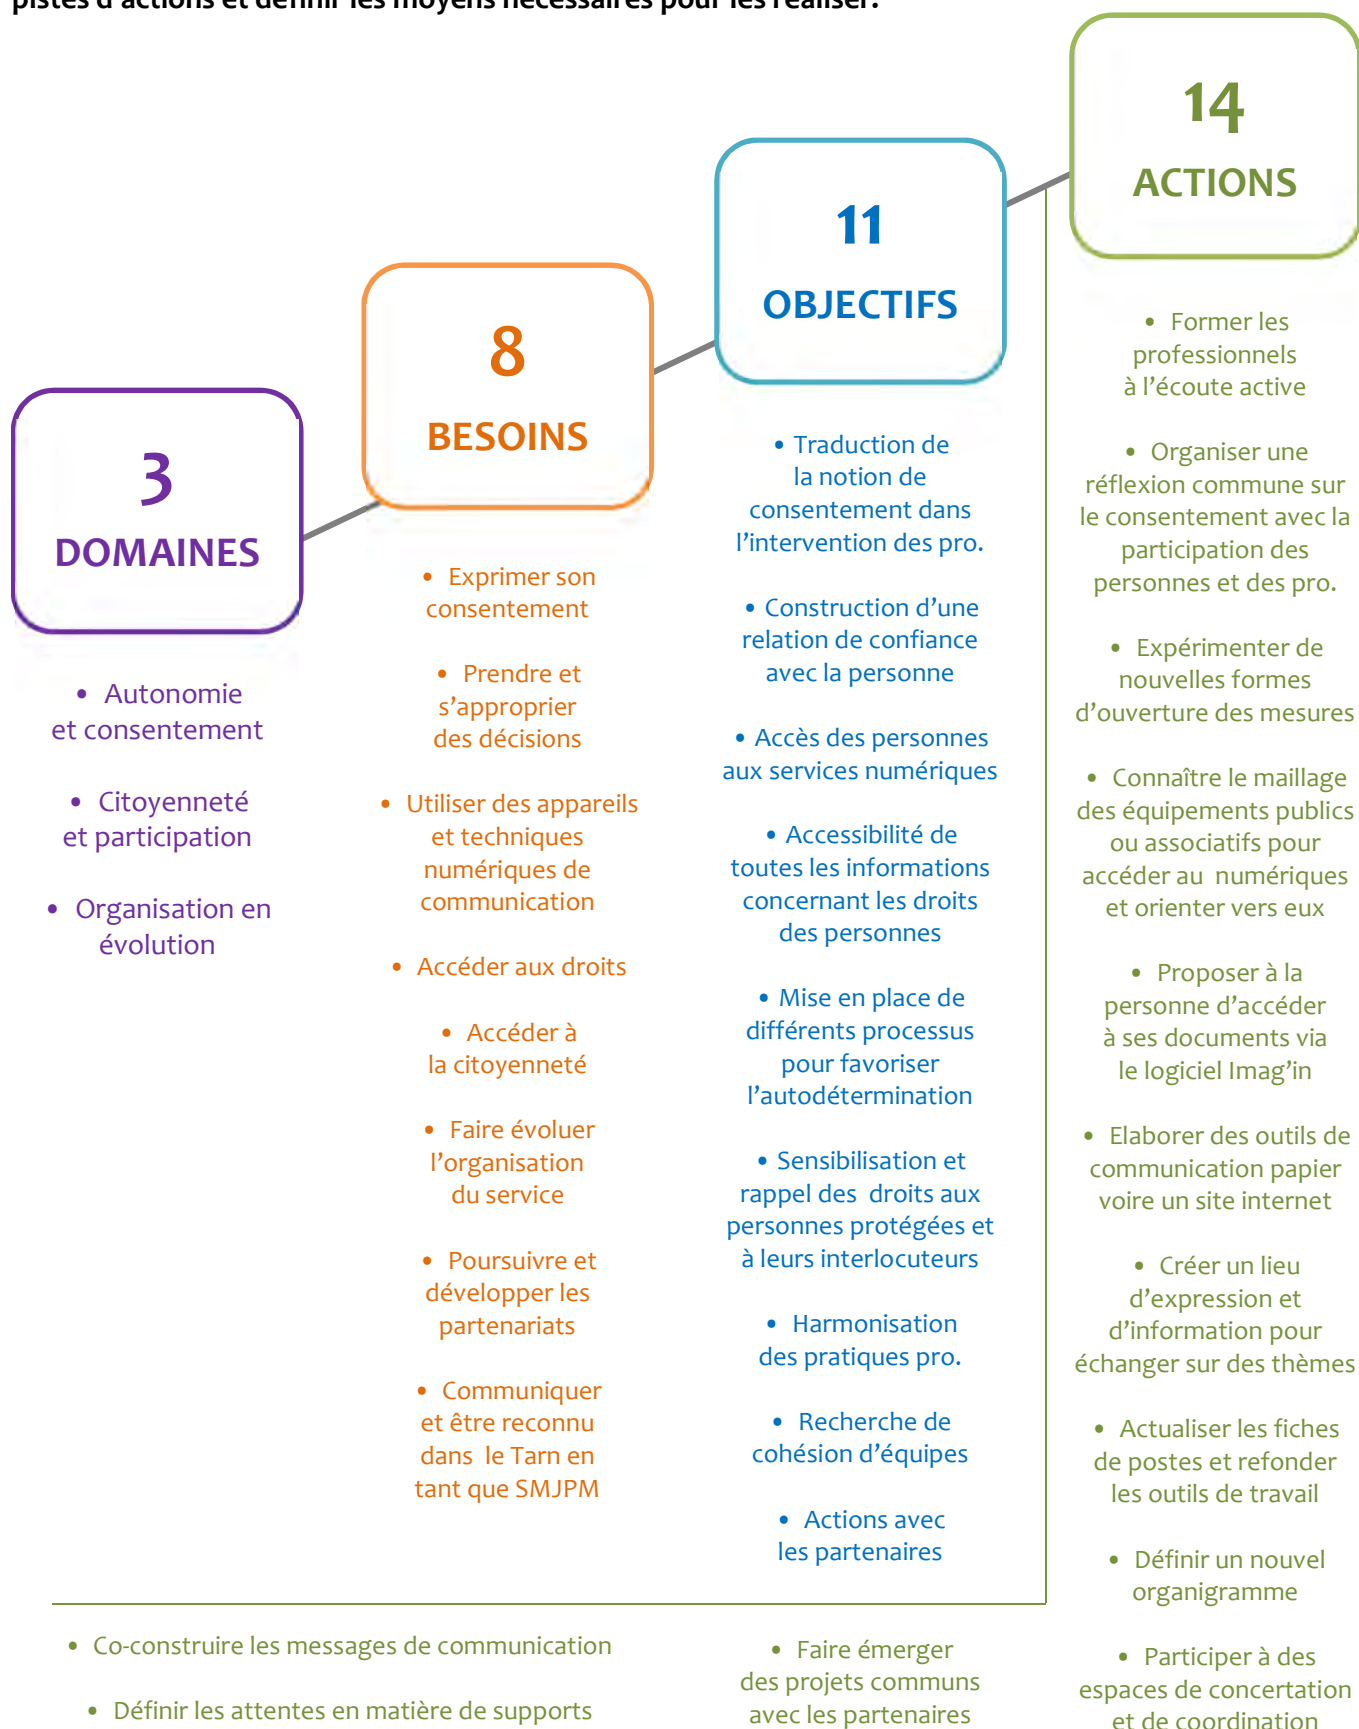 pistes d'actions et définir les moyens nécessaires pour les réaliser.
3
DOMAINES
• Autonomie
et consentement
• Citoyenneté
et participation
• Organisation en
évolution
8
BESOINS
• Exprimer son
consentement
• Prendre et
s'approprier
des décisions
• Utiliser des appareils
et techniques
numériques de
communication
• Accéder aux droits
• Accéder à
la citoyenneté
• Faire évoluer
l'organisation
du service
• Poursuivre et
développer les
partenariats
• Communiquer
et être reconnu
dans le Tarn en
tant que SMJPM
11
OBJECTIFS
• Traduction de
la notion de
consentement dans
l'intervention des pro.
• Construction d'une
relation de confiance
avec la personne
• Accès des personnes
aux services numériques
• Accessibilité de
toutes les informations
concernant les droits
des personnes
• Mise en place de
différents processus
pour favoriser
l'autodétermination
• Sensibilisation et
rappel des droits aux
personnes protégées et
à leurs interlocuteurs
• Harmonisation
des pratiques pro.
• Recherche de
cohésion d'équipes
• Actions avec
les partenaires
14
ACTIONS
• Former les
professionnels
à l'écoute active
• Organiser une
réflexion commune sur
le consentement avec la
participation des
personnes et des pro.
• Expérimenter de
nouvelles formes
d'ouverture des mesures
• Connaître le maillage
des équipements publics
ou associatifs pour
accéder au numériques
et orienter vers eux
• Proposer à la
personne d'accéder
à ses documents via
le logiciel Imag'in
• Elaborer des outils de
communication papier
voire un site internet
• Créer un lieu
d'expression et
d'information pour
échanger sur des thèmes
• Actualiser les fiches
de postes et refonder
les outils de travail
• Définir un nouvel
organigramme
• Participer à des
espaces de concertation
et de coordination
• Faire émerger
des projets communs
avec les partenaires
• Co-construire les messages de communication
• Définir les attentes en matière de supports